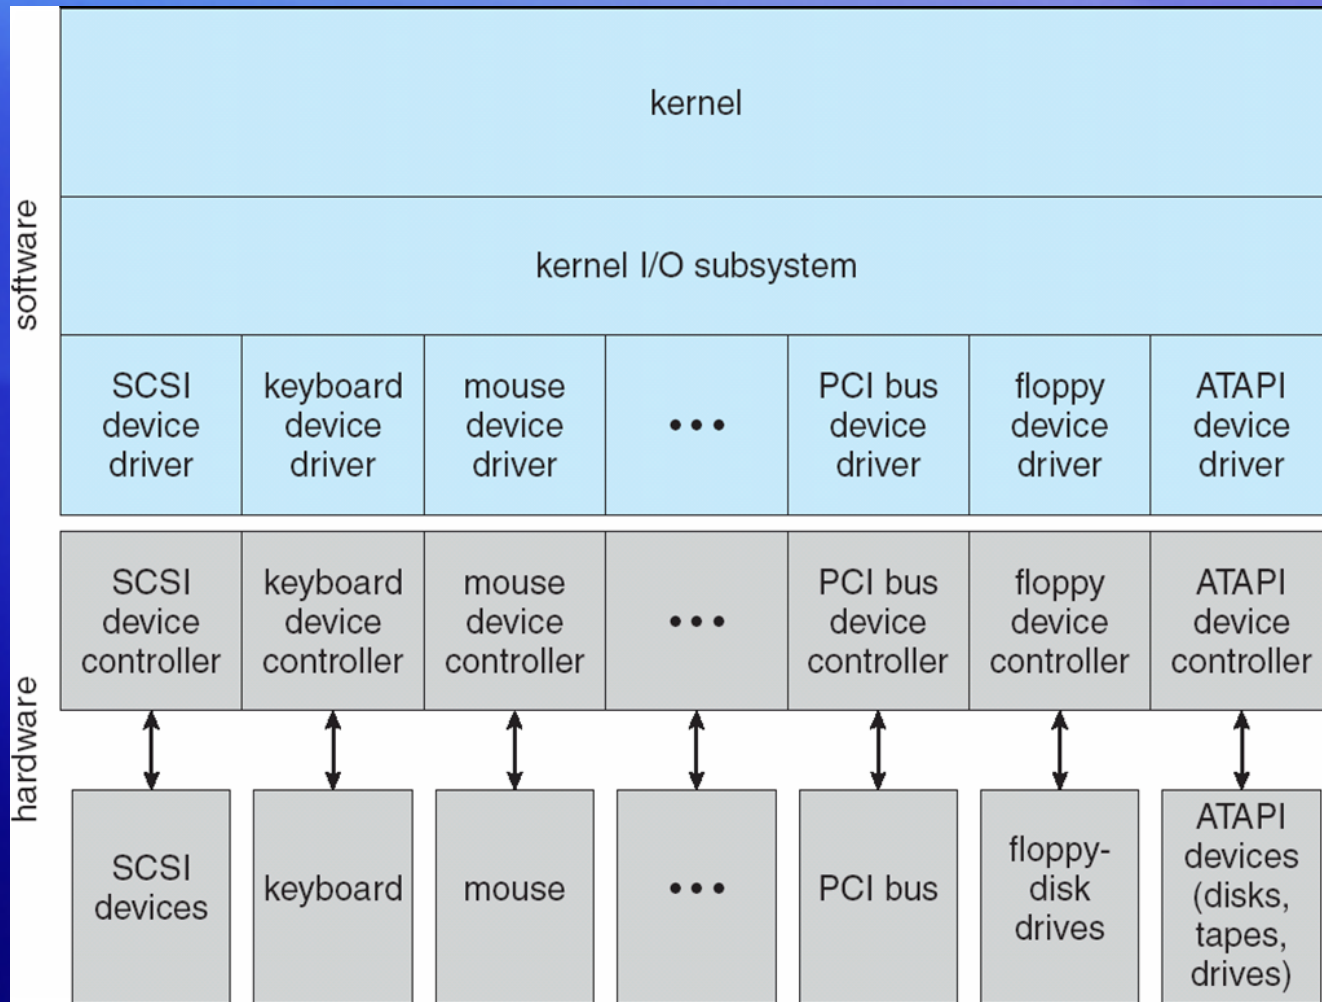 kernel
software
kernel I/O subsystem
SCSI
device
driver
keyboard
device
driver
mouse
device
driver
•••
PCI bus
device
driver
floppy
device
driver
ATAPI
device
driver
hardware
SCSI
device
controller
keyboard
device
controller
mouse
device
controller
•••
PCI bus
device
controller
floppy
device
controller
ATAPI
device
controller
SCSI
devices
keyboard
mouse
•••
PCI bus
floppy-
disk
drives
ATAPI
devices
(disks,
tapes,
drives)